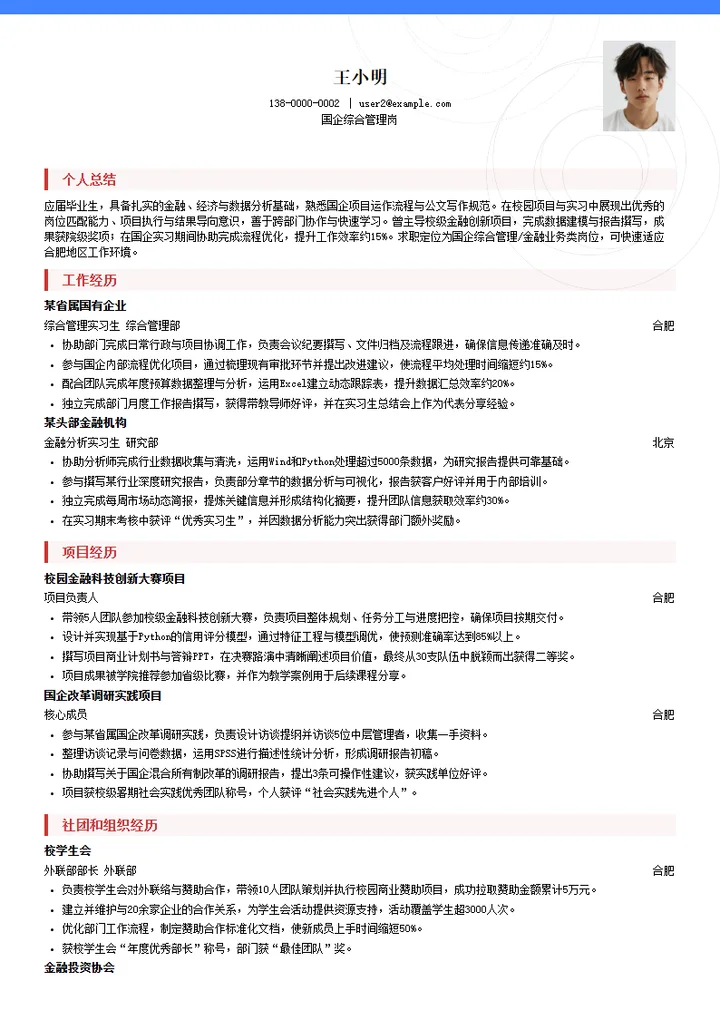 王小明
138-0000-0002 | user2@example.com
国企综合管理岗
个人总结
应届毕业生，具备扎实的金融、经济与数据分析基础，熟悉国企项目运作流程与公文写作规范。在校园项目与实习中展现出优秀的
岗位匹配能力、项目执行与结果导向意识，善于跨部门协作与快速学习。曾主导校级金融创新项目，完成数据建模与报告撰写，成
果获院级奖项；在国企实习期间协助完成流程优化，提升工作效率约15%。求职定位为国企综合管理/金融业务类岗位，可快速适应
合肥地区工作环境。
工作经历
某省属国有企业
综合管理实习生 综合管理部 合肥
• 协助部门完成日常行政与项目协调工作，负责会议纪要撰写、文件归档及流程跟进，确保信息传递准确及时。
• 参与国企内部流程优化项目，通过梳理现有审批环节并提出改进建议，使流程平均处理时间缩短约15%。
• 配合团队完成年度预算数据整理与分析，运用Excel建立动态跟踪表，提升数据汇总效率约20%。
• 独立完成部门月度工作报告撰写，获得带教导师好评，并在实习生总结会上作为代表分享经验。
某头部金融机构
金融分析实习生 研究部 北京
• 协助分析师完成行业数据收集与清洗，运用Wind和Python处理超过5000条数据，为研究报告提供可靠基础。
• 参与撰写某行业深度研究报告，负责部分章节的数据分析与可视化，报告获客户好评并用于内部培训。
• 独立完成每周市场动态简报，提炼关键信息并形成结构化摘要，提升团队信息获取效率约30%。
• 在实习期末考核中获评“优秀实习生”，并因数据分析能力突出获得部门额外奖励。
项目经历
校园金融科技创新大赛项目
项目负责人 合肥
• 带领5人团队参加校级金融科技创新大赛，负责项目整体规划、任务分工与进度把控，确保项目按期交付。
• 设计并实现基于Python的信用评分模型，通过特征工程与模型调优，使预测准确率达到85%以上。
• 撰写项目商业计划书与答辩PPT，在决赛路演中清晰阐述项目价值，最终从30支队伍中脱颖而出获得二等奖。
• 项目成果被学院推荐参加省级比赛，并作为教学案例用于后续课程分享。
国企改革调研实践项目
核心成员 合肥
• 参与某省属国企改革调研实践，负责设计访谈提纲并访谈5位中层管理者，收集一手资料。
• 整理访谈记录与问卷数据，运用SPSS进行描述性统计分析，形成调研报告初稿。
• 协助撰写关于国企混合所有制改革的调研报告，提出3条可操作性建议，获实践单位好评。
• 项目获校级暑期社会实践优秀团队称号，个人获评“社会实践先进个人”。
社团和组织经历
校学生会
外联部部长 外联部 合肥
• 负责校学生会对外联络与赞助合作，带领10人团队策划并执行校园商业赞助项目，成功拉取赞助金额累计5万元。
• 建立并维护与20余家企业的合作关系，为学生会活动提供资源支持，活动覆盖学生超3000人次。
• 优化部门工作流程，制定赞助合作标准化文档，使新成员上手时间缩短50%。
• 获校学生会“年度优秀部长”称号，部门获“最佳团队”奖。
金融投资协会